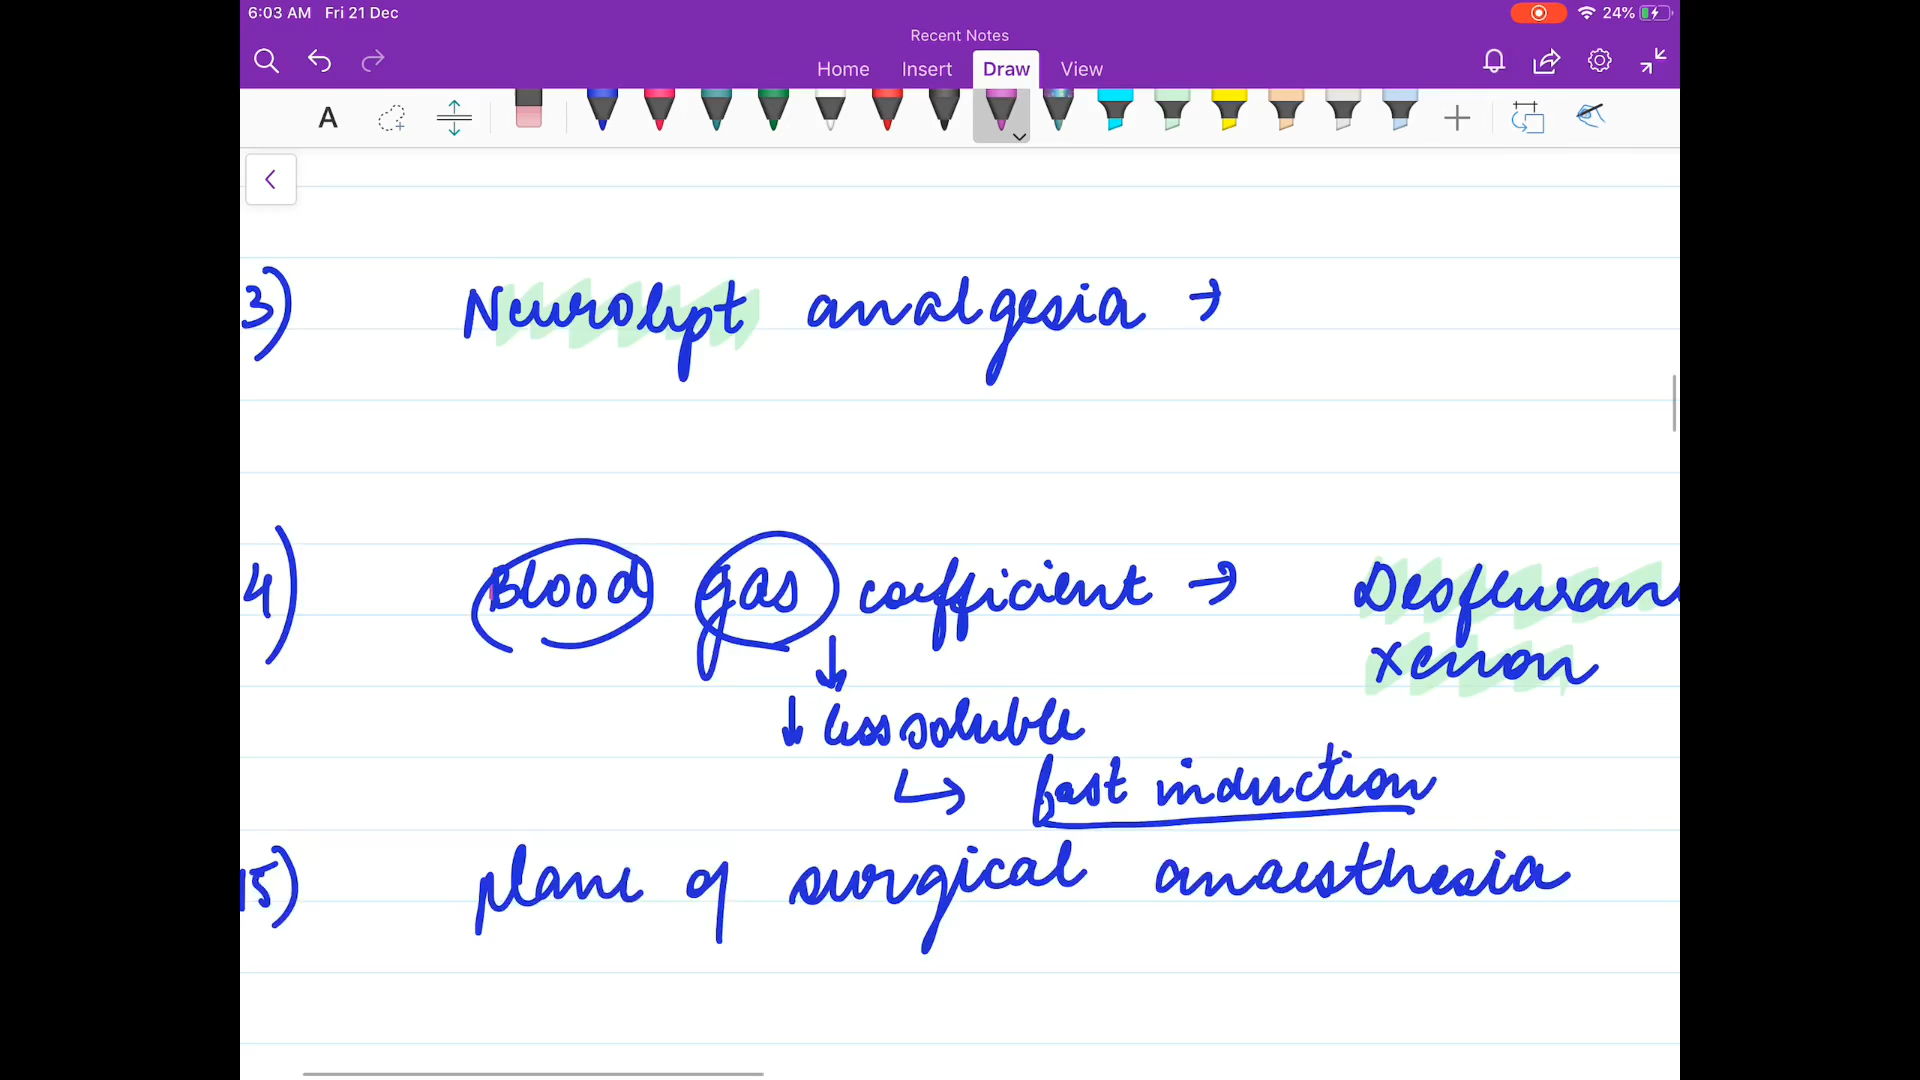 6:03 AM Fri 21 Dec
24%
Recent Notes
Home Insert Draw View
A
3) Neurolept analgesia →
4) Blood gas coefficient → Desfluran
xenon
↓
↓ less soluble
↳ fast induction
15) plane of surgical anaesthesia